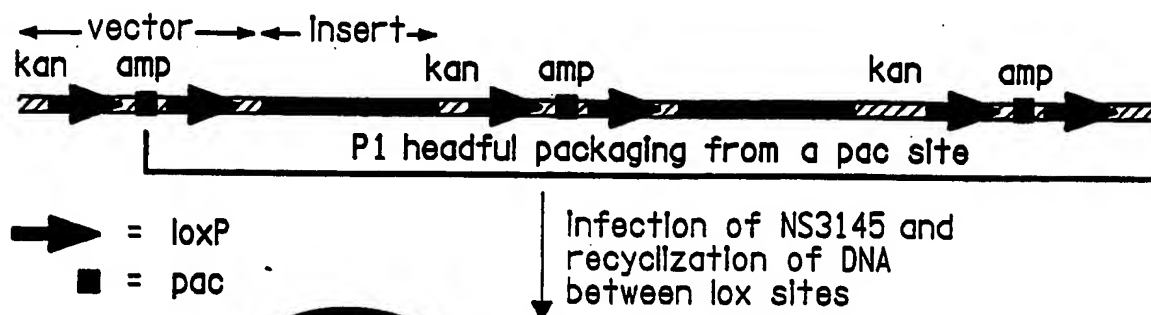 vector insert
kan amp kan amp kan amp
P1 headful packaging from a pac site
= loxP
= pac
infection of NS3145 and
recyclization of DNA
between lox sites